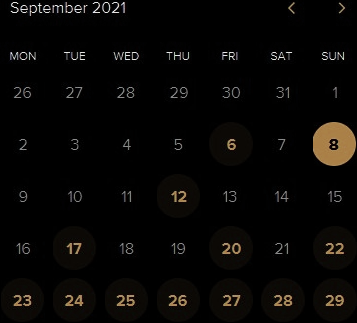 September 2021
MON TUE WED THU FRI SAT SUN
26 27 28 29 30 31 1
2 3 4 5 6 7 8
9 10 11 12 13 14 15
16 17 18 19 20 21 22
23 24 25 26 27 28 29